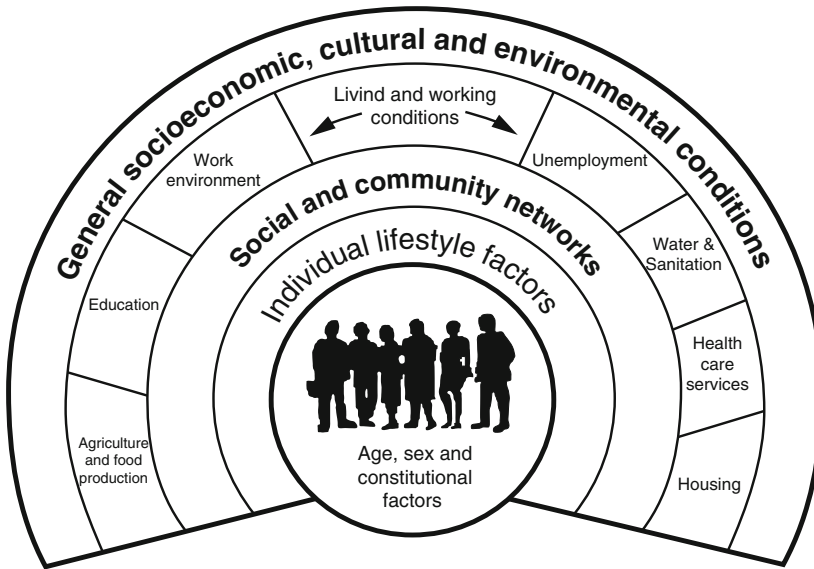 General socioeconomic, cultural and environmental conditions
Livind and working
conditions
Work
environment
Unemployment
Social and community networks
Water &
Sanitation
Individual lifestyle factors
Education
Health
care
services
Agriculture
and food
production
Age, sex and
constitutional
factors
Housing